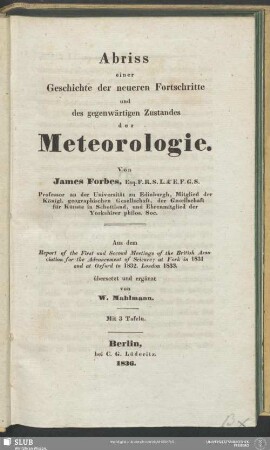 Abriss
einer
Geschichte der neueren Fortschritte
und
des gegenwärtigen Zustandes
der
Meteorologie.
Von
James Forbes, Esq. F. R. S. L. & E. F. G. S.
Professor an der Universität zu Edinburgh, Mitglied der
Königl. geographischen Gesellschaft, der Gesellschaft
für Künste in Schottland, und Ehrenmitglied der
Yorkshirer philos. Soc.
Aus dem
Report of the First and Second Meetings of the British Asso
ciation for the Advancement of Science; at York in 1831
and at Oxford in 1832. London 1833.
übersetzt und ergänzt
von
W. Mahlmann.
Mit 3 Tafeln.
Berlin,
bei C. G. Lüderitz.
1836.
SLUB